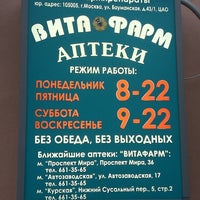 юр. адрес: 105005, г.Москва, ул. Бауманская, д.43/1, ЦАО
ВИТА ФАРМ
АПТЕКИ
РЕЖИМ РАБОТЫ:
ПОНЕДЕЛЬНИК
ПЯТНИЦА 8-22
СУББОТА
ВОСКРЕСЕНЬЕ 9-22
БЕЗ ОБЕДА, БЕЗ ВЫХОДНЫХ
Ближайшие аптеки: "ВИТАФАРМ":
м. "Проспект Мира", Проспект Мира, 36
тел. 661-35-65
м. "Автозаводская", ул. Автозаводская, 17
тел. 661-35-65
м. "Курская", Нижний Сусальный пер., 5, стр.2
тел. 661-35-65